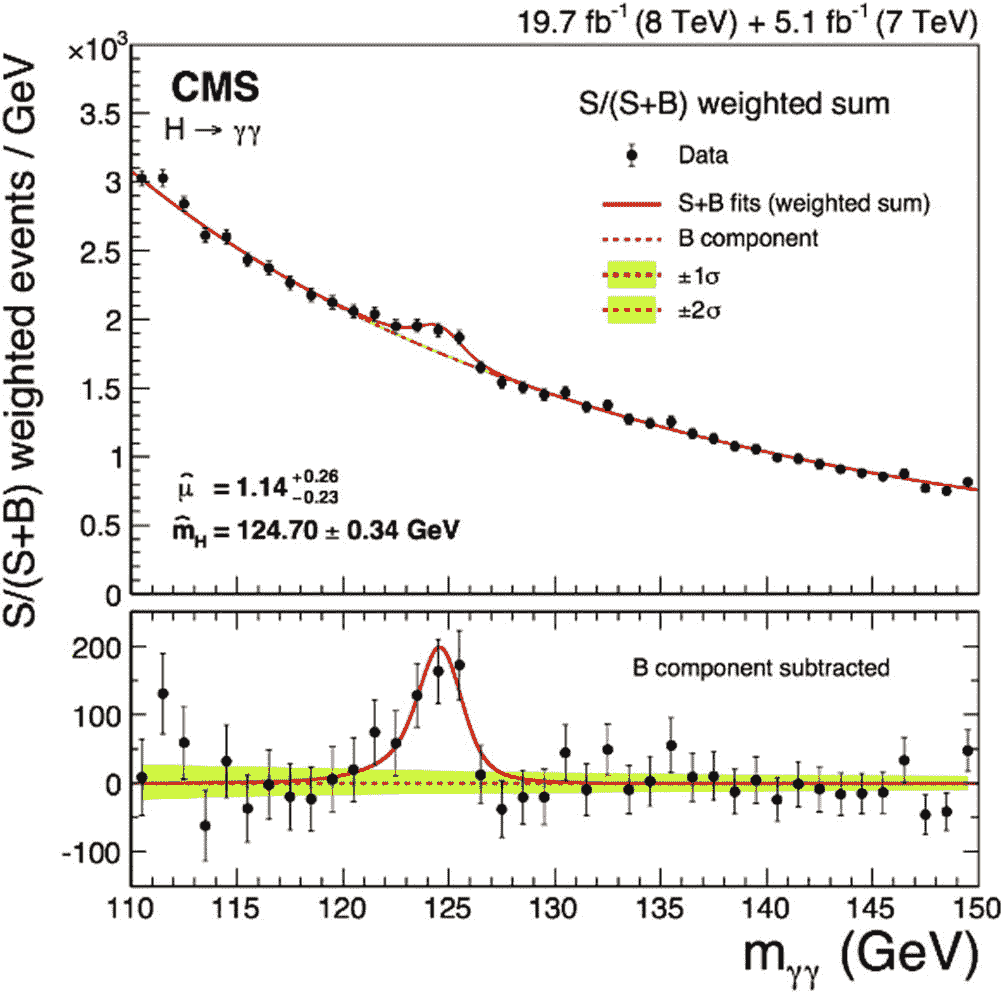 19.7 fb⁻¹ (8 TeV) + 5.1 fb⁻¹ (7 TeV)
×10³
CMS
H → γγ
S/(S+B) weighted sum
Data
S+B fits (weighted sum)
B component
±1σ
±2σ
μ̂ = 1.14 +0.26 −0.23
m̂H = 124.70 ± 0.34 GeV
S/(S+B) weighted events / GeV
3.5
3
2.5
2
1.5
1
0.5
0
B component subtracted
200
100
0
-100
110 115 120 125 130 135 140 145 150
mγγ (GeV)